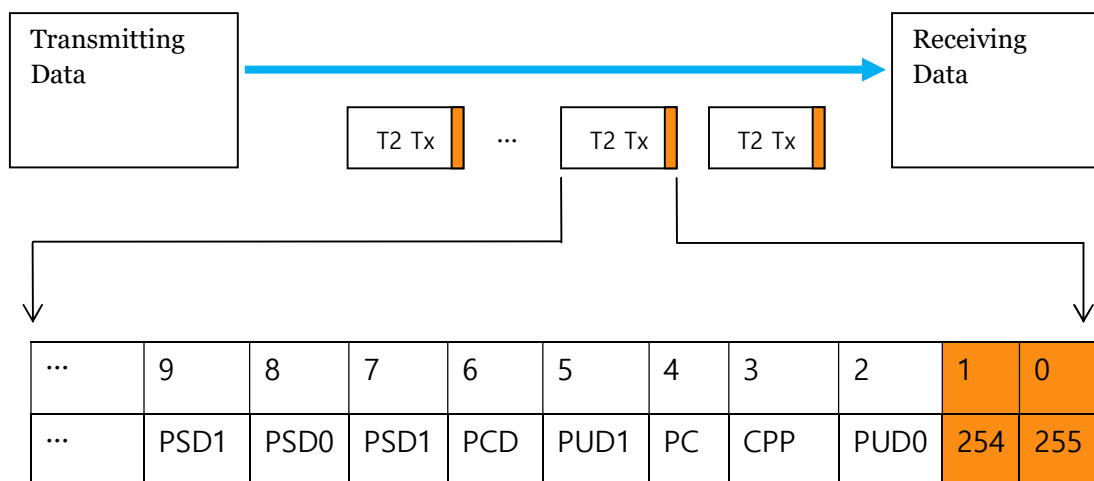 Transmitting
Data
Receiving
Data
T2 Tx ... T2 Tx T2 Tx
... 9 8 7 6 5 4 3 2 1 0
... PSD1 PSD0 PSD1 PCD PUD1 PC CPP PUD0 254 255